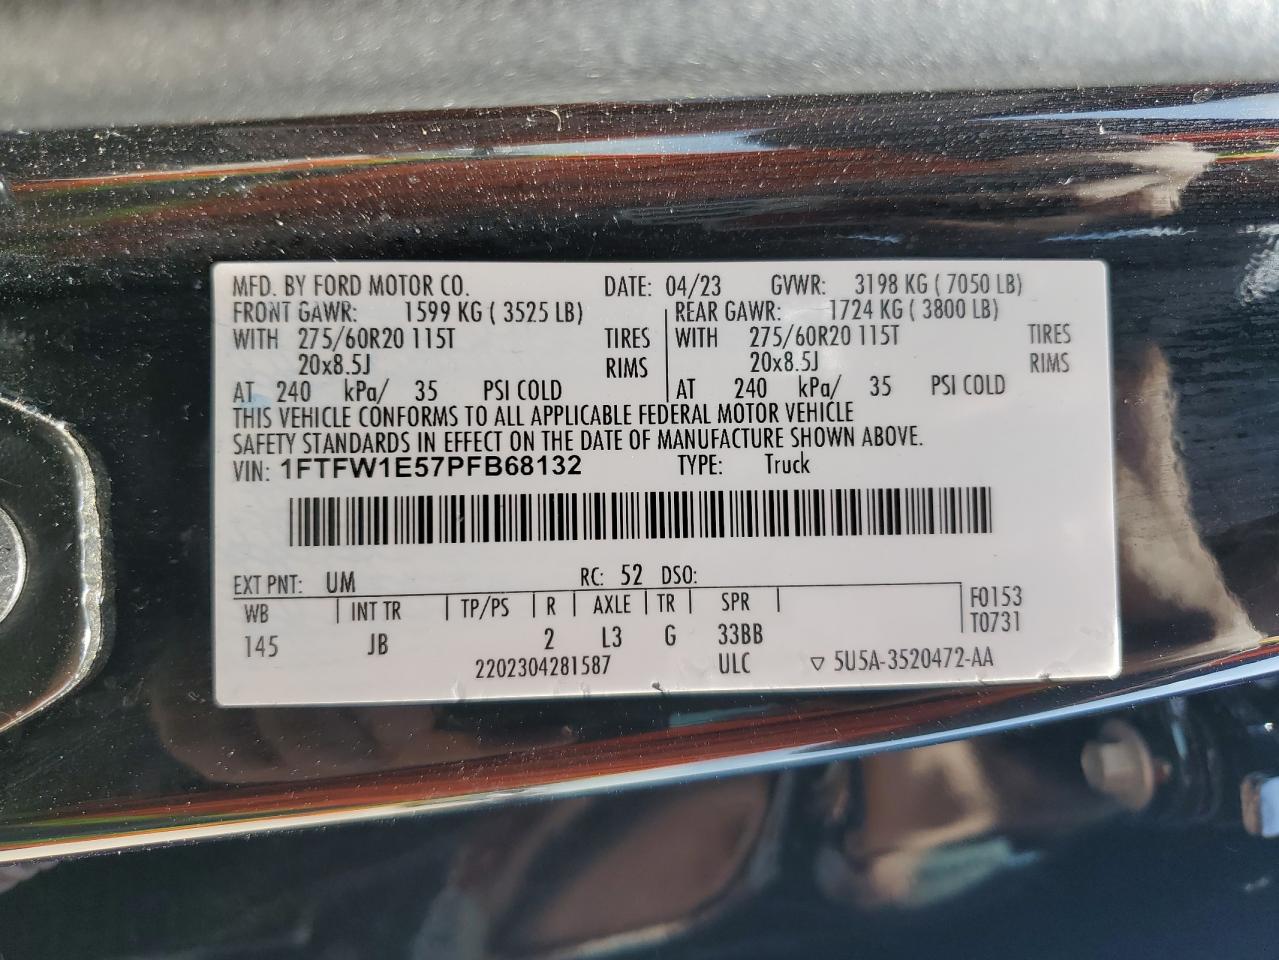 MFD. BY FORD MOTOR CO. DATE: 04/23 GVWR: 3198 KG ( 7050 LB)
FRONT GAWR: 1599 KG ( 3525 LB) REAR GAWR: 1724 KG ( 3800 LB)
WITH 275/60R20 115T TIRES WITH 275/60R20 115T TIRES
20x8.5J RIMS 20x8.5J RIMS
AT 240 kPa/ 35 PSI COLD AT 240 kPa/ 35 PSI COLD
THIS VEHICLE CONFORMS TO ALL APPLICABLE FEDERAL MOTOR VEHICLE
SAFETY STANDARDS IN EFFECT ON THE DATE OF MANUFACTURE SHOWN ABOVE.
VIN: 1FTFW1E57PFB68132 TYPE: Truck
EXT PNT: UM RC: 52 DSO:
WB INT TR TP/PS R AXLE TR SPR F0153
T0731
145 JB 2 L3 G 33BB
2202304281587 ULC ▽ 5U5A-3520472-AA